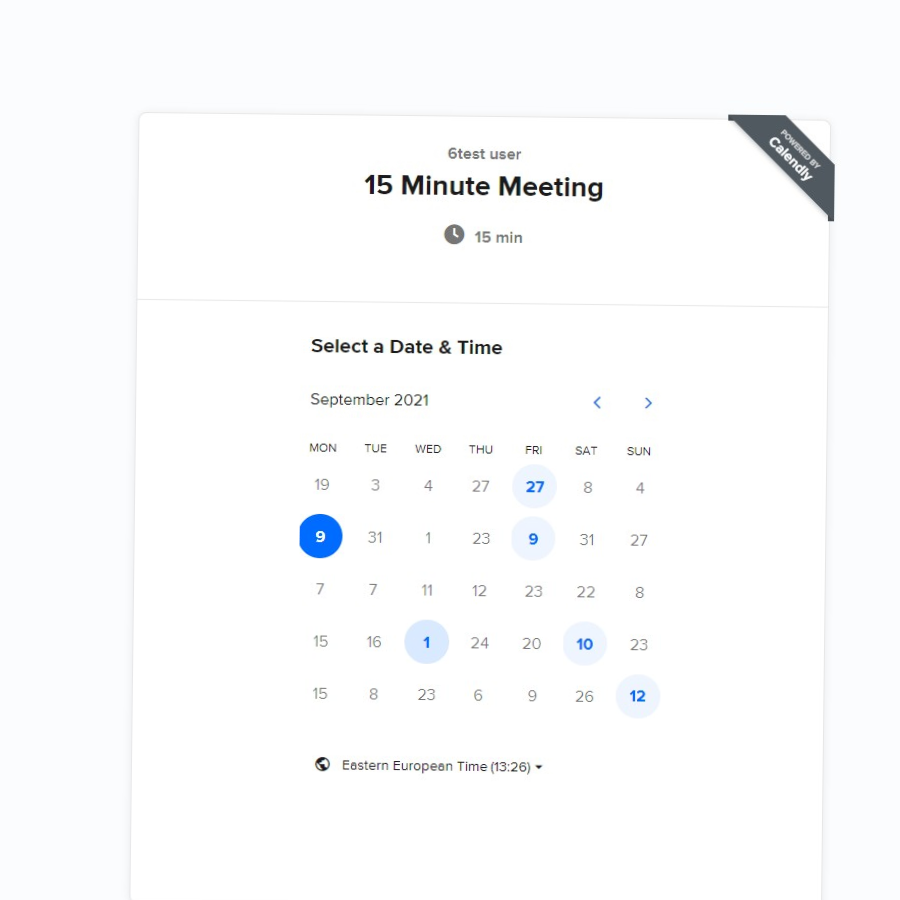 POWERED BY
Calendly
6test user
15 Minute Meeting
15 min
Select a Date & Time
September 2021
MON TUE WED THU FRI SAT SUN
19 3 4 27 27 8 4
9 31 1 23 9 31 27
7 7 11 12 23 22 8
15 16 1 24 20 10 23
15 8 23 6 9 26 12
Eastern European Time (13:26)